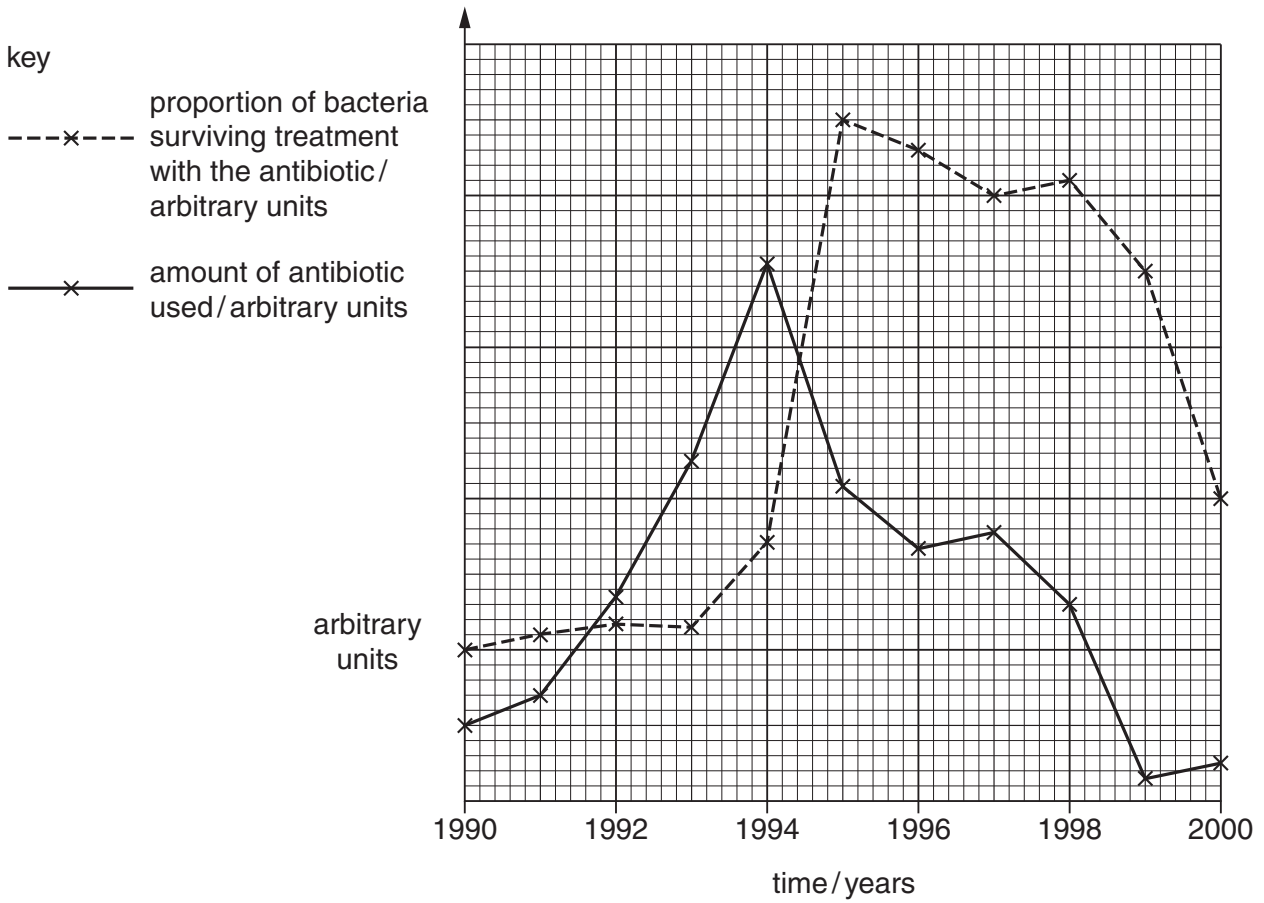 key
proportion of bacteria
surviving treatment
with the antibiotic /
arbitrary units
amount of antibiotic
used / arbitrary units
arbitrary
units
1990 1992 1994 1996 1998 2000
time / years